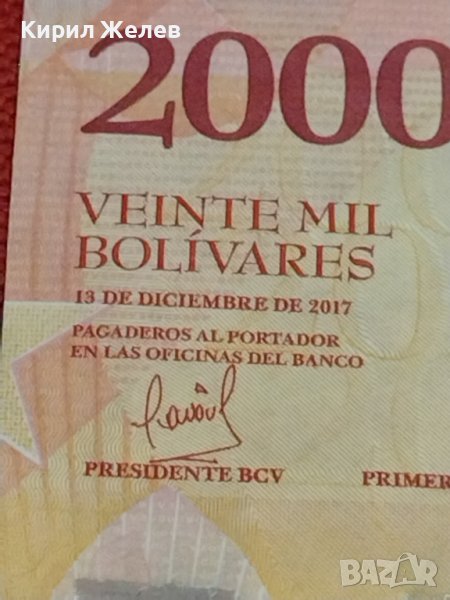 Кирил Желев
2000
VEINTE MIL
BOLÍVARES
13 DE DICIEMBRE DE 2017
PAGADEROS AL PORTADOR
EN LAS OFICINAS DEL BANCO
PRESIDENTE BCV PRIMER
BAZAR